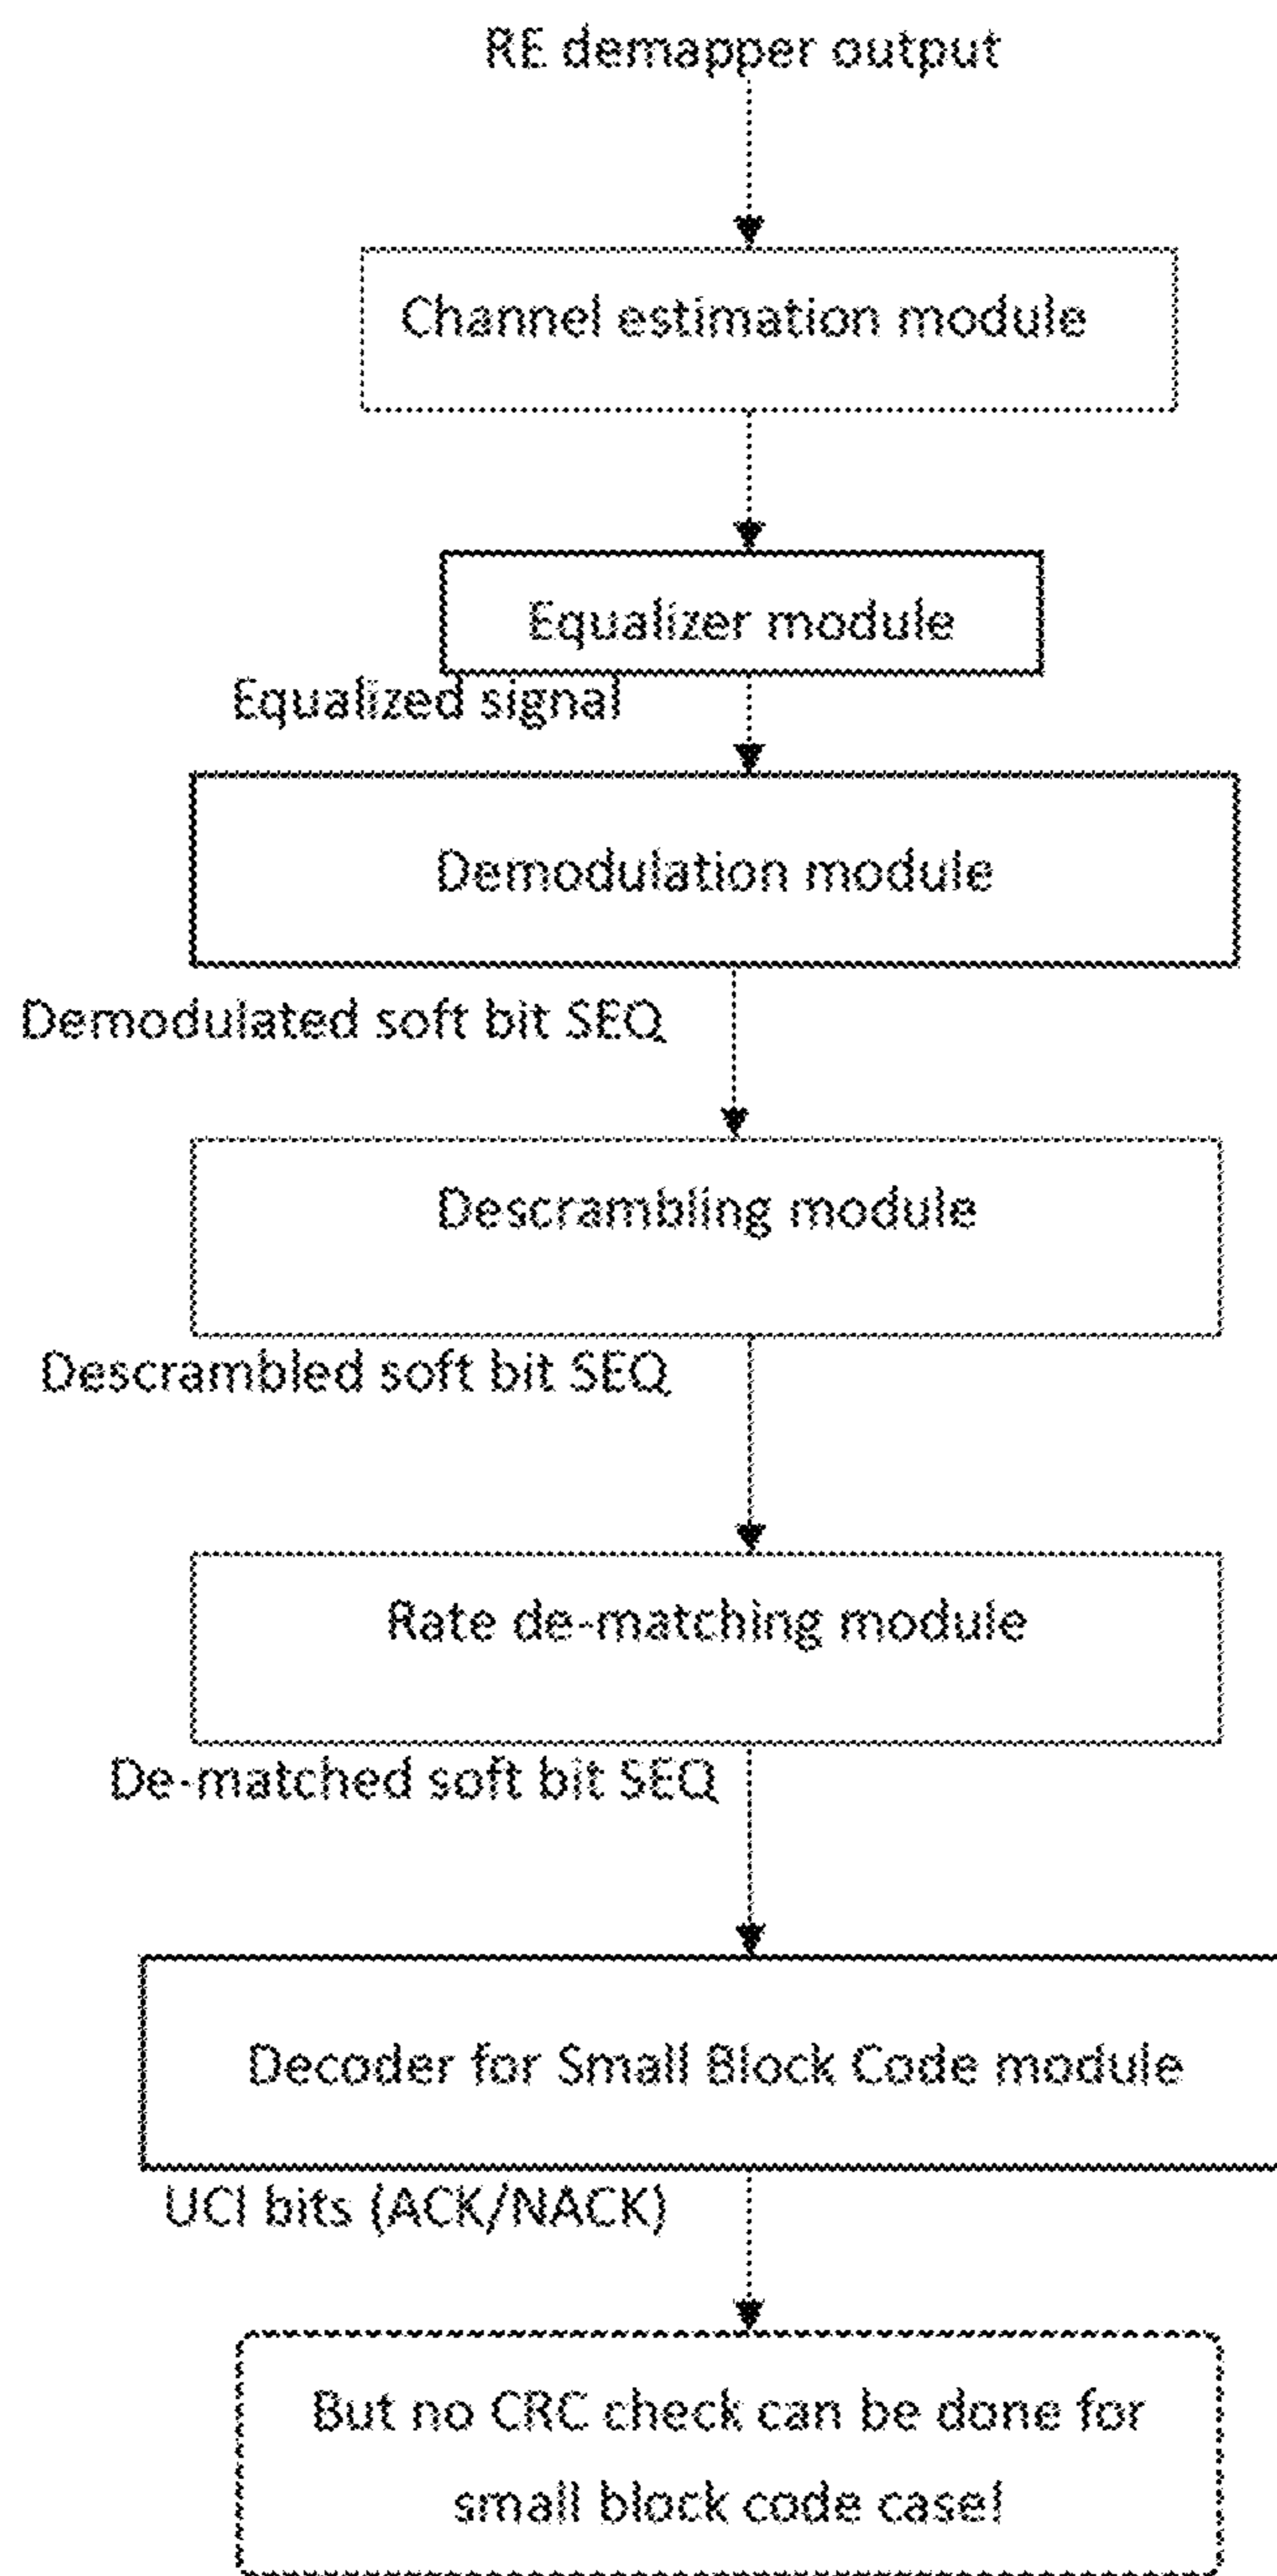 RE demapper output
Channel estimation module
Equalizer module
Equalized signal
Demodulation module
Demodulated soft bit SEQ
Descrambling module
Descrambled soft bit SEQ
Rate de-matching module
De-matched soft bit SEQ
Decoder for Small Block Code module
UCI bits (ACK/NACK)
But no CRC check can be done for
small block code case!